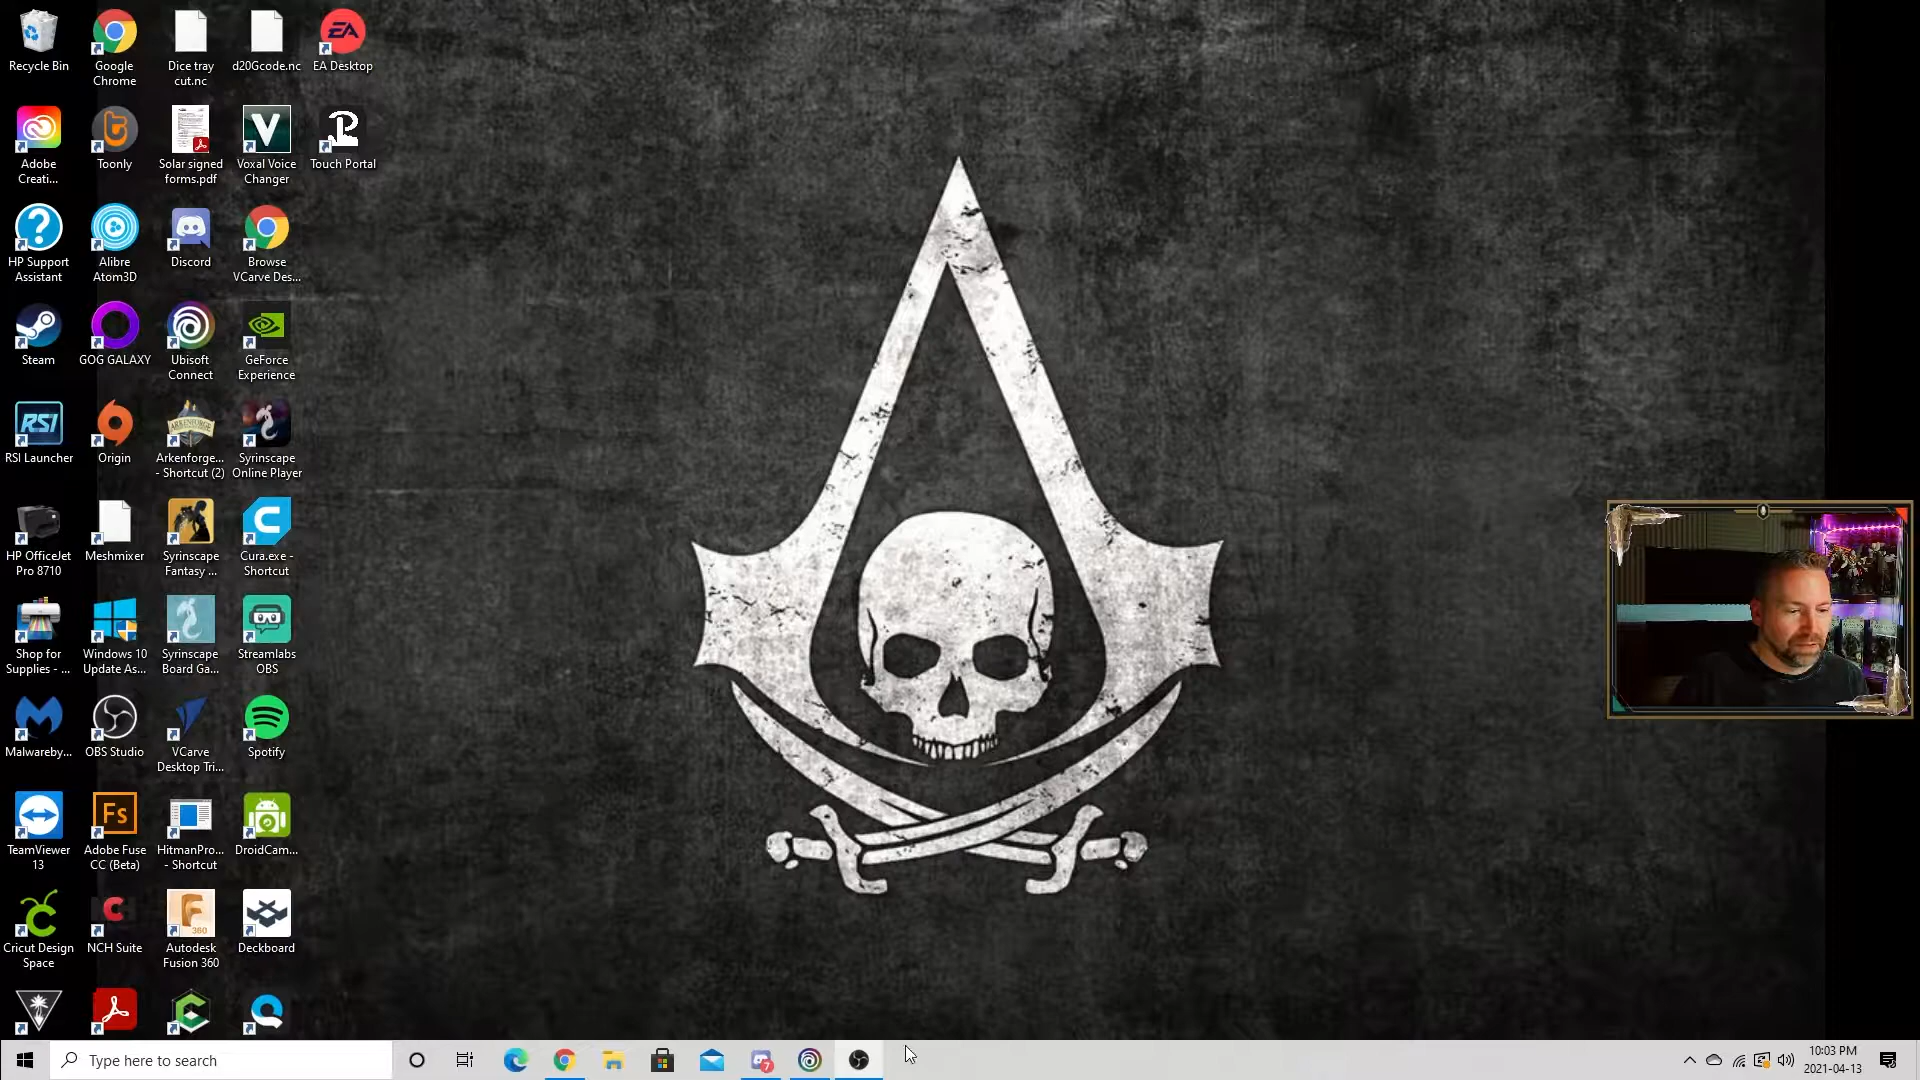 Recycle Bin
Google
Chrome
Dice tray
cut.nc
d20Gcode.nc
EA
EA Desktop
Adobe
Creati...
Toonly
Solar signed
forms.pdf
V
Voxal Voice
Changer
Touch Portal
?
HP Support
Assistant
Alibre
Atom3D
Discord
Browse
VCarve Des...
Steam
GOG GALAXY
Ubisoft
Connect
GeForce
Experience
RSI
RSI Launcher
Origin
ARKENFORGE
Arkenforge...
- Shortcut (2)
Syrinscape
Online Player
HP OfficeJet
Pro 8710
Meshmixer
Syrinscape
Fantasy ...
C
Cura.exe -
Shortcut
Shop for
Supplies - ...
Windows 10
Update As...
Syrinscape
Board Ga...
Streamlabs
OBS
Malwareby...
OBS Studio
VCarve
Desktop Tri...
Spotify
TeamViewer
13
Fs
Adobe Fuse
CC (Beta)
HitmanPro...
- Shortcut
DroidCam...
Cricut Design
Space
NCH Suite
F
360
Autodesk
Fusion 360
Deckboard
Type here to search
7
10:03 PM
2021-04-13